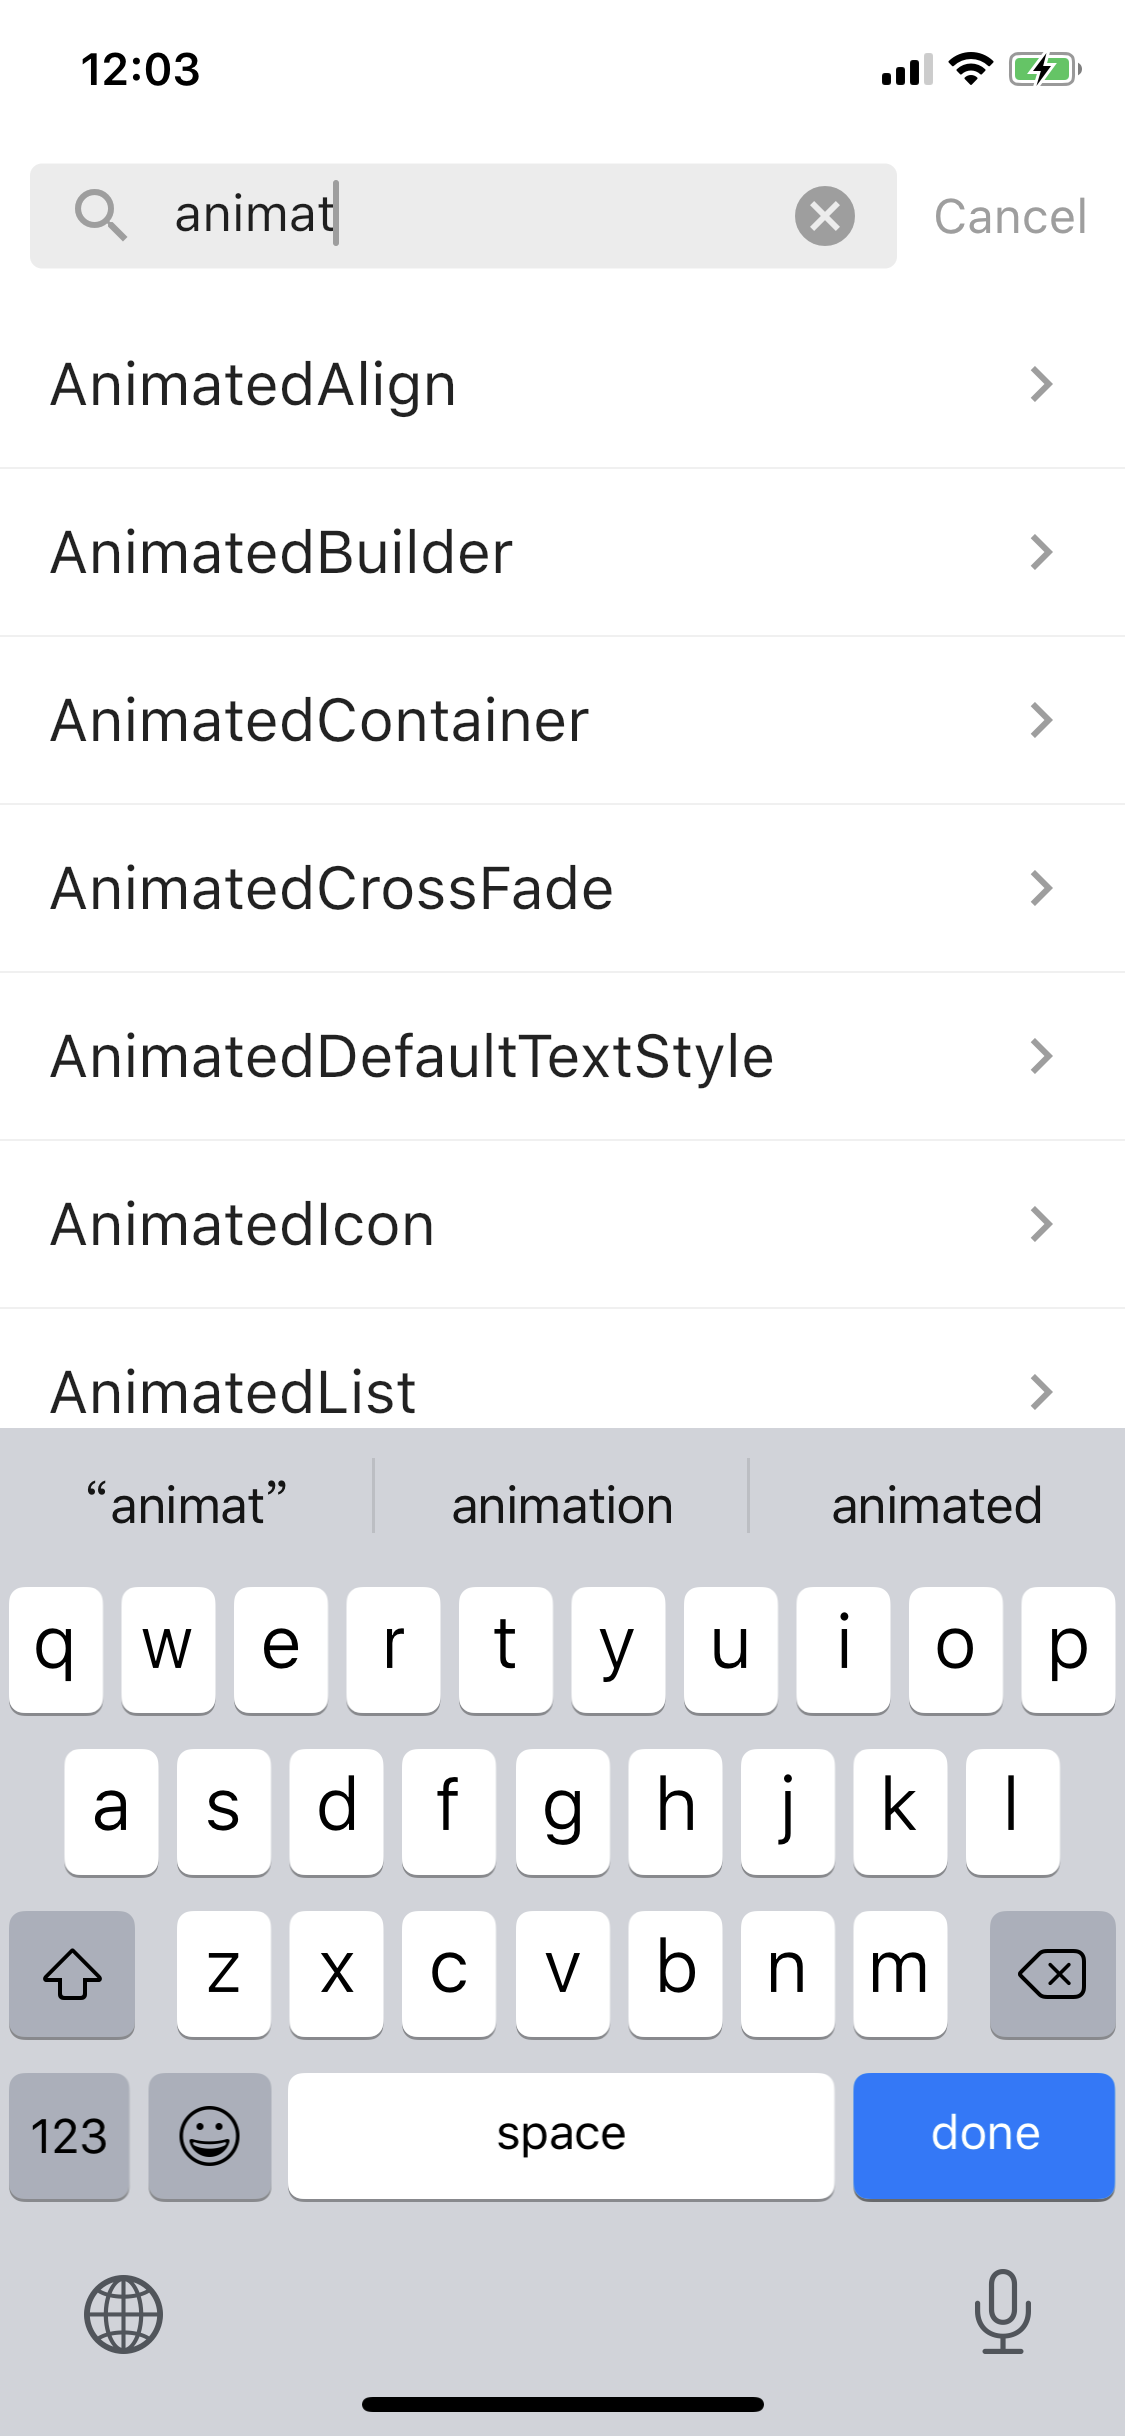 12:03
animat
Cancel
AnimatedAlign
AnimatedBuilder
AnimatedContainer
AnimatedCrossFade
AnimatedDefaultTextStyle
AnimatedIcon
AnimatedList
“animat” animation animated
q w e r t y u i o p
a s d f g h j k l
z x c v b n m
123 space done